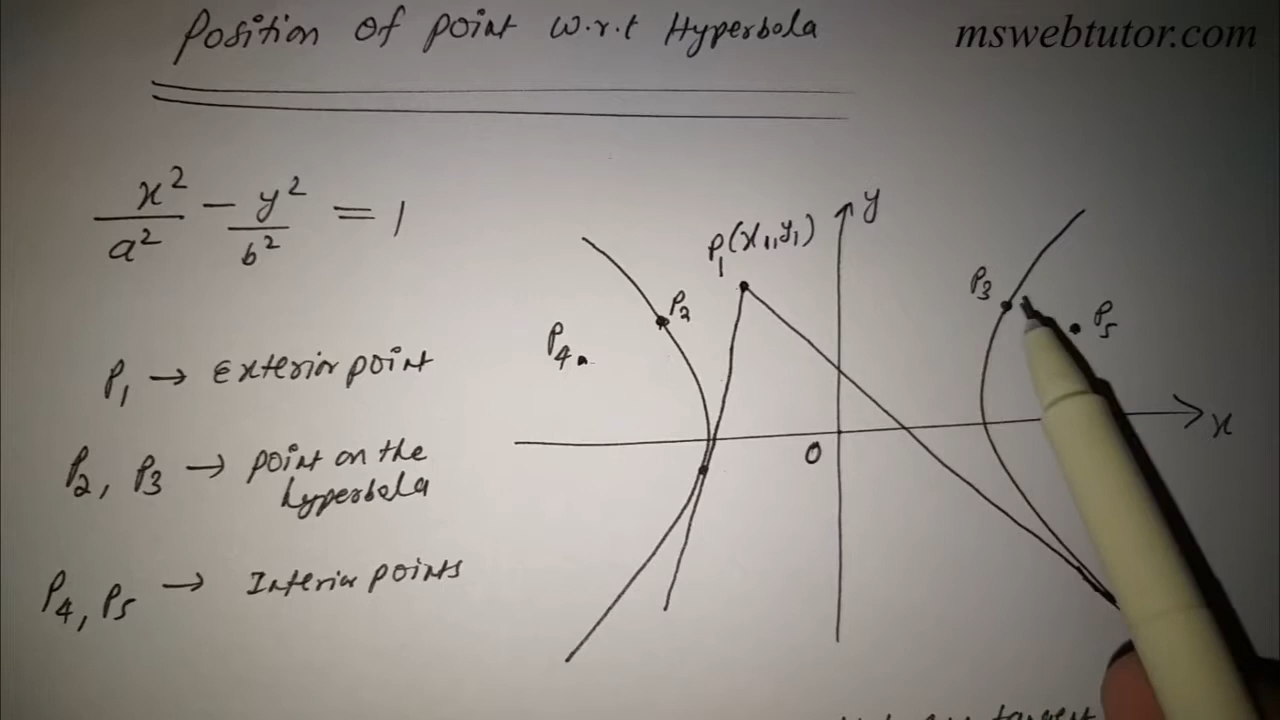 Position of point w.r.t Hyperbola
mswebtutor.com
x²/a² - y²/b² = 1
P₁ → Exterior point
P₂, P₃ → point on the
hyperbola
P₄, P₅ → Interior points
y
P₁(x₁,y₁)
P₃
P₂
P₅
P₄
x
O
tangent